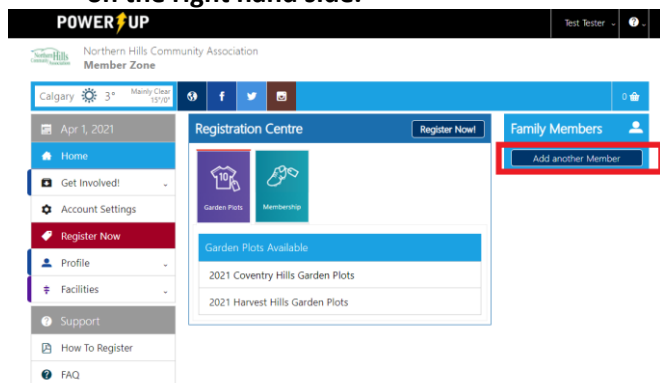 on the right hand side.
POWER UP
Test Tester
Northern Hills Community Association
Member Zone
Northern Hills
Calgary 3° Mainly Clear 15°/0°
0
Apr 1, 2021
Home
Get Involved!
Account Settings
Register Now
Profile
Facilities
Support
How To Register
FAQ
Registration Centre
Register Now!
10
Garden Plots
Membership
Garden Plots Available
2021 Coventry Hills Garden Plots
2021 Harvest Hills Garden Plots
Family Members
Add another Member